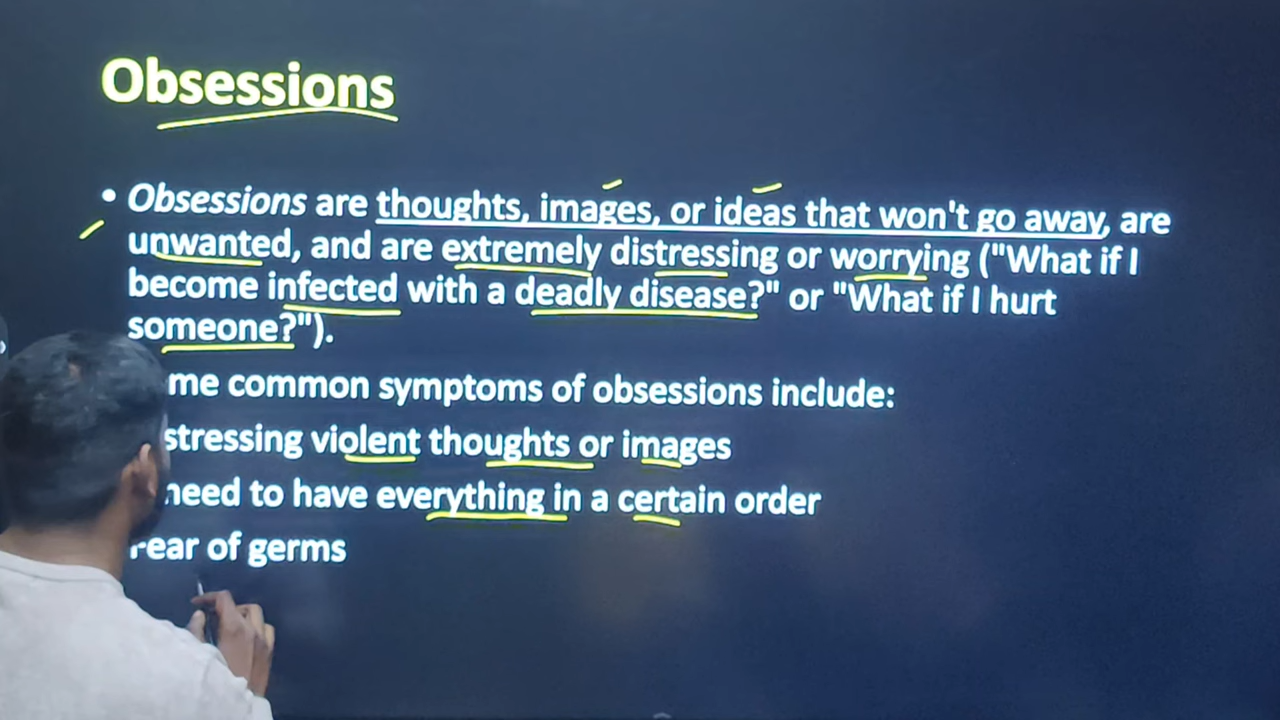 Obsessions
• Obsessions are thoughts, images, or ideas that won't go away, are
unwanted, and are extremely distressing or worrying ("What if I
become infected with a deadly disease?" or "What if I hurt
someone?").
me common symptoms of obsessions include:
stressing violent thoughts or images
need to have everything in a certain order
Fear of germs